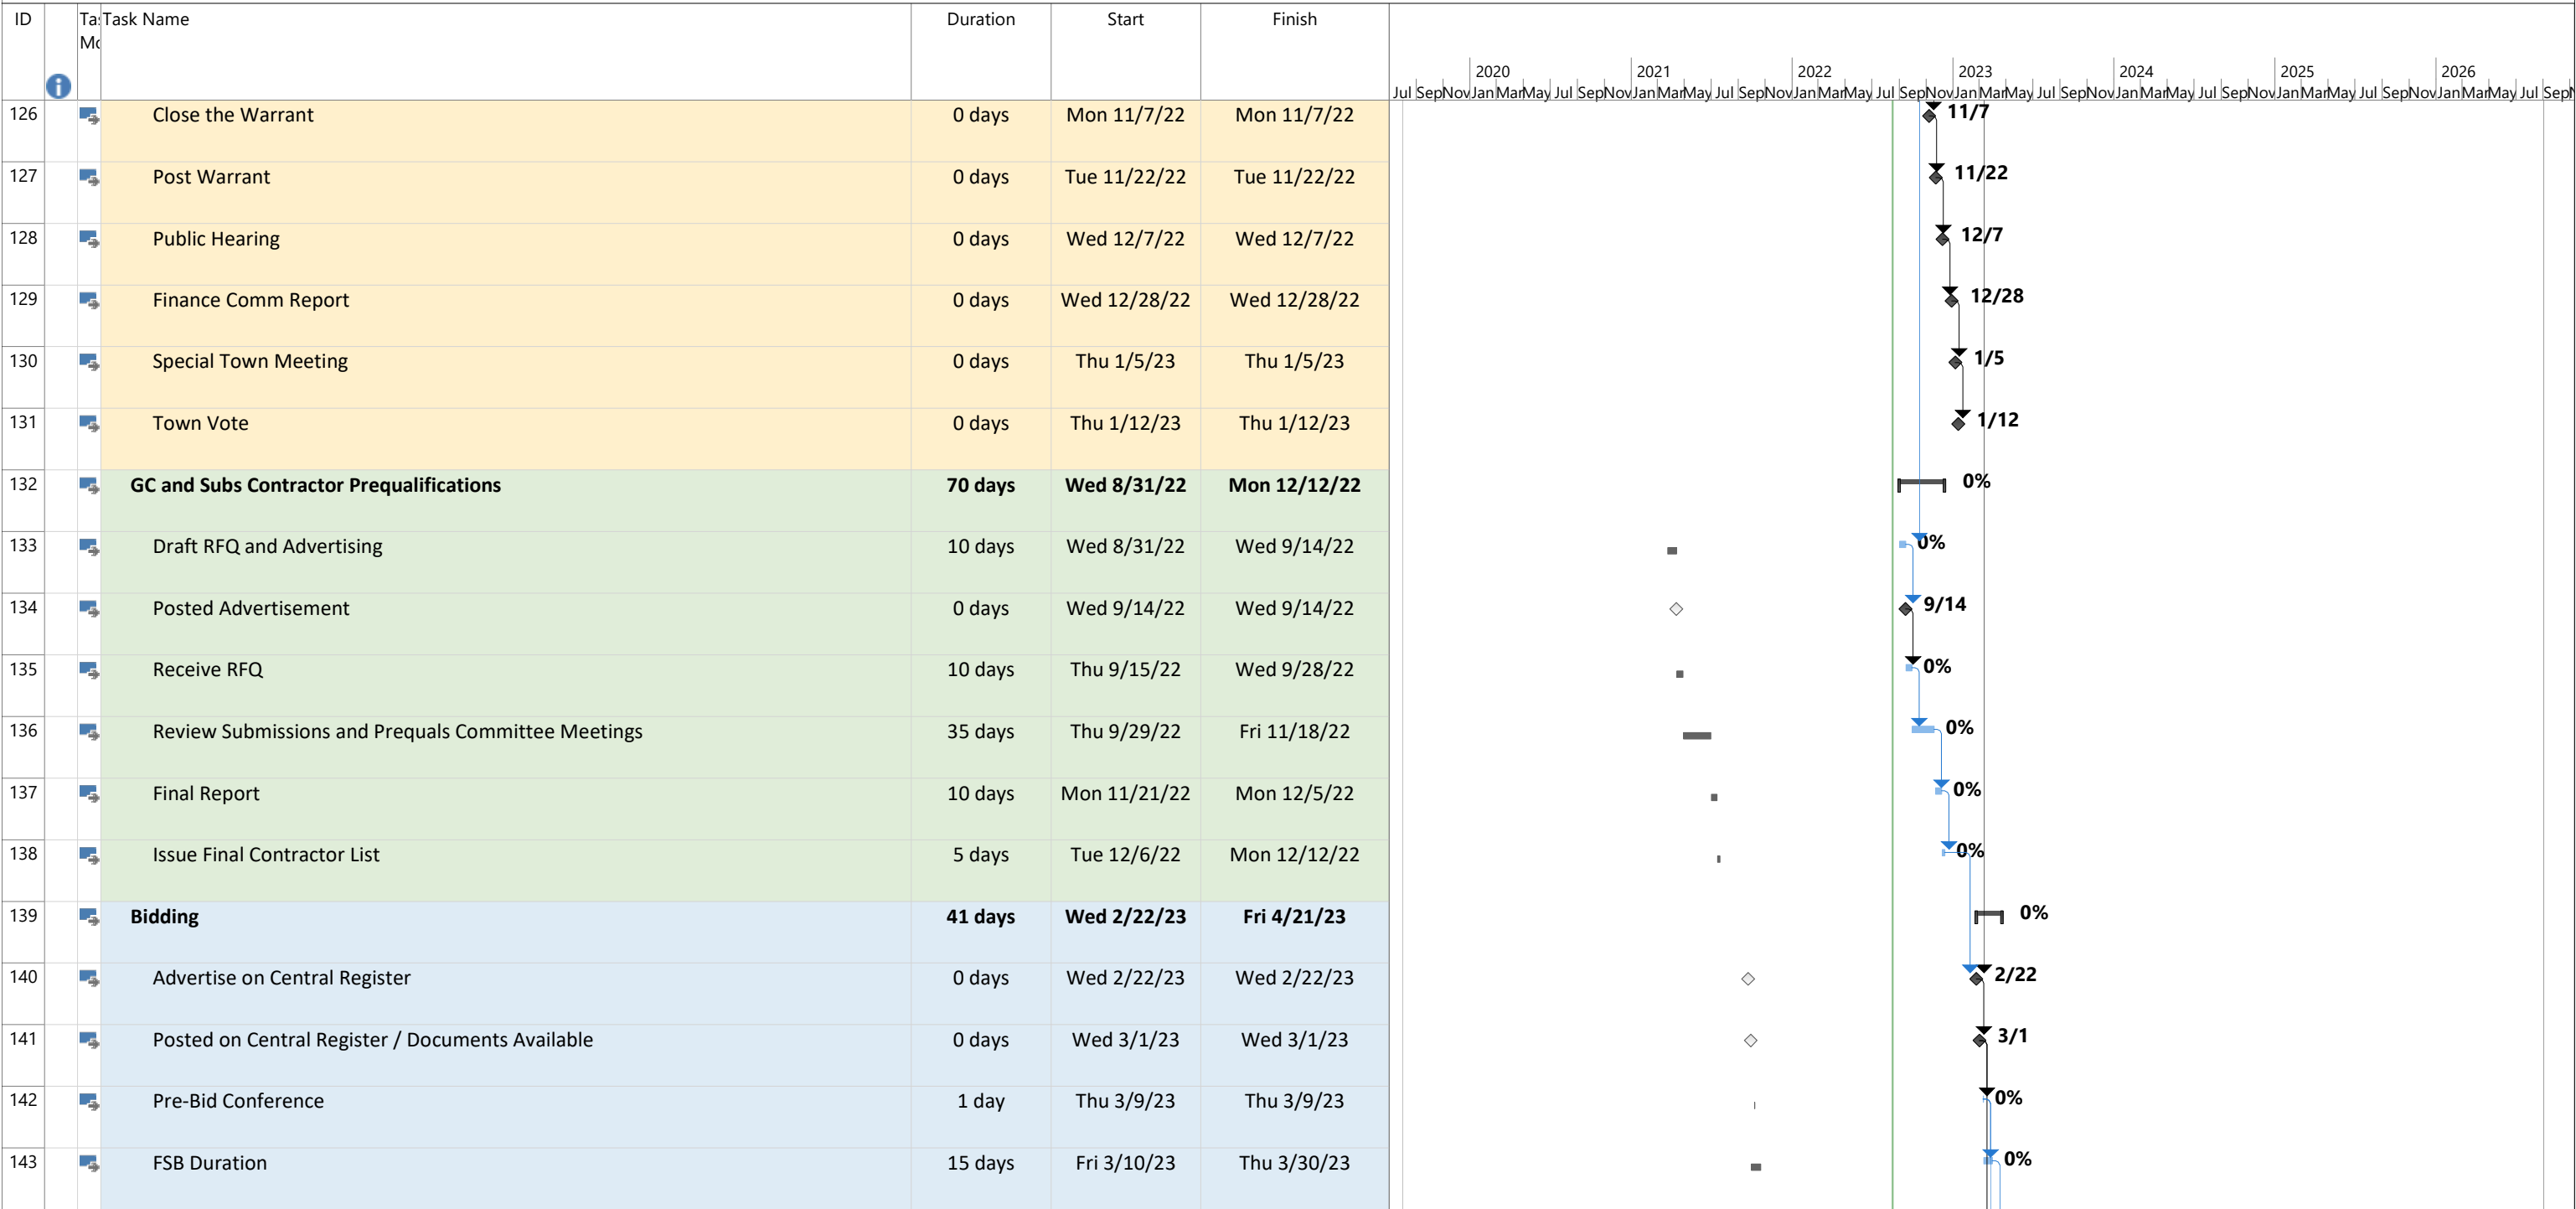 ID Tas Task Name Duration Start Finish
Mo
2020 2021 2022 2023 2024 2025 2026
Jul Sep Nov Jan Mar May Jul Sep Nov Jan Mar May Jul Sep Nov Jan Mar May Jul Sep Nov Jan Mar May Jul Sep Nov Jan Mar May Jul Sep Nov Jan Mar May Jul Sep Nov Jan Mar May Jul Sep N
126 Close the Warrant 0 days Mon 11/7/22 Mon 11/7/22 11/7
127 Post Warrant 0 days Tue 11/22/22 Tue 11/22/22 11/22
128 Public Hearing 0 days Wed 12/7/22 Wed 12/7/22 12/7
129 Finance Comm Report 0 days Wed 12/28/22 Wed 12/28/22 12/28
130 Special Town Meeting 0 days Thu 1/5/23 Thu 1/5/23 1/5
131 Town Vote 0 days Thu 1/12/23 Thu 1/12/23 1/12
132 GC and Subs Contractor Prequalifications 70 days Wed 8/31/22 Mon 12/12/22 0%
133 Draft RFQ and Advertising 10 days Wed 8/31/22 Wed 9/14/22 0%
134 Posted Advertisement 0 days Wed 9/14/22 Wed 9/14/22 9/14
135 Receive RFQ 10 days Thu 9/15/22 Wed 9/28/22 0%
136 Review Submissions and Prequals Committee Meetings 35 days Thu 9/29/22 Fri 11/18/22 0%
137 Final Report 10 days Mon 11/21/22 Mon 12/5/22 0%
138 Issue Final Contractor List 5 days Tue 12/6/22 Mon 12/12/22 0%
139 Bidding 41 days Wed 2/22/23 Fri 4/21/23 0%
140 Advertise on Central Register 0 days Wed 2/22/23 Wed 2/22/23 2/22
141 Posted on Central Register / Documents Available 0 days Wed 3/1/23 Wed 3/1/23 3/1
142 Pre-Bid Conference 1 day Thu 3/9/23 Thu 3/9/23 0%
143 FSB Duration 15 days Fri 3/10/23 Thu 3/30/23 0%